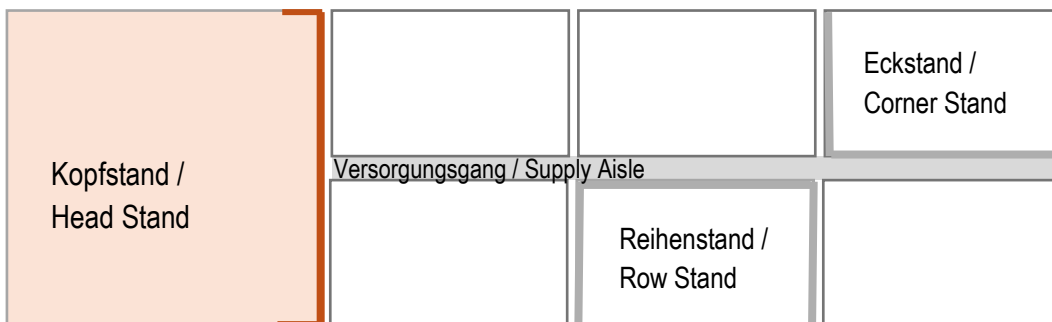 Eckstand /
Corner Stand
Kopfstand /
Head Stand
Versorgungsgang / Supply Aisle
Reihenstand /
Row Stand